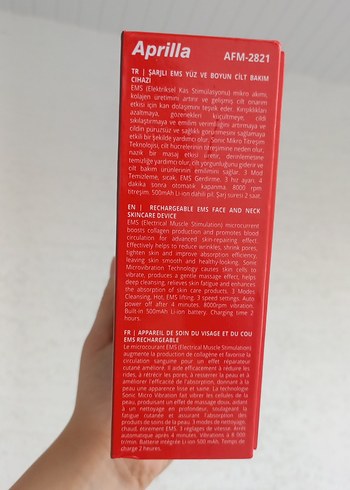 Aprilla AFM-2821
TR | ŞARJLI EMS YÜZ VE BOYUN CİLT BAKIM
CİHAZI
EMS (Elektriksel Kas Stimülasyonu) mikro akımı,
kolajen üretimini artırır ve gelişmiş cilt onarım
etkisi için kan dolaşımını teşvik eder. Kırışıklıkları
azaltmaya, gözenekleri küçültmeye, cildi
sıkılaştırmaya ve emilim verimliliğini artırmaya ve
cildin pürüzsüz ve sağlıklı görünmesini sağlamaya
etkili bir şekilde yardımcı olur. Sonic Mikro Titreşim
Teknolojisi, cilt hücrelerinin titreşimine neden olur,
nazik bir masaj etkisi üretir, derinlemesine
temizliğe yardımcı olur, cilt yorgunluğunu giderir ve
cilt bakım ürünlerinin emilimini sağlar. 3 Mod
Temizleme, sıcak, EMS Gerdirme. 3 hız ayarı. 4
dakika sonra otomatik kapanma. 8000 rpm
titreşim. 500mAh Li-ion dahili pil. Şarj süresi 2 saat.
EN | RECHARGEABLE EMS FACE AND NECK
SKINCARE DEVICE
EMS (Electrical Muscle Stimulation) microcurrent
boosts collagen production and promotes blood
circulation for advanced skin-repairing effect.
Effectively helps to reduce wrinkles, shrink pores,
tighten skin and improve absorption efficiency,
leaving skin smooth and healthy-looking. Sonic
Microvibration Technology causes skin cells to
vibrate, produces a gentle massage effect, helps
deep cleansing, relieves skin fatigue and enhances
the absorption of skin care products. 3 Modes
Cleansing, Hot, EMS lifting. 3 speed settings. Auto
power off after 4 minutes. 8000rpm vibration.
Built-in 500mAh Li-ion battery. Charging time 2
hours.
FR | APPAREIL DE SOIN DU VISAGE ET DU COU
EMS RECHARGEABLE
Le microcourant EMS (Electrical Muscle Stimulation)
augmente la production de collagène et favorise la
circulation sanguine pour un effet réparateur
cutané amélioré. Il aide efficacement à réduire les
rides, à rétrécir les pores, à resserrer la peau et à
améliorer l'efficacité de l'absorption, donnant à la
peau une apparence lisse et saine. La technologie
Sonic Micro Vibration fait vibrer les cellules de la
peau, produisant un effet de massage doux, aidant
à un nettoyage en profondeur, soulageant la
fatigue cutanée et assurant l'absorption des
produits de soins de la peau. 3 modes de nettoyage,
chaud, étirement EMS. 3 réglages de vitesse. Arrêt
automatique après 4 minutes. Vibrations à 8 000
tr/min. Batterie intégrée Li-ion 500 mAh. Temps de
charge 2 heures.